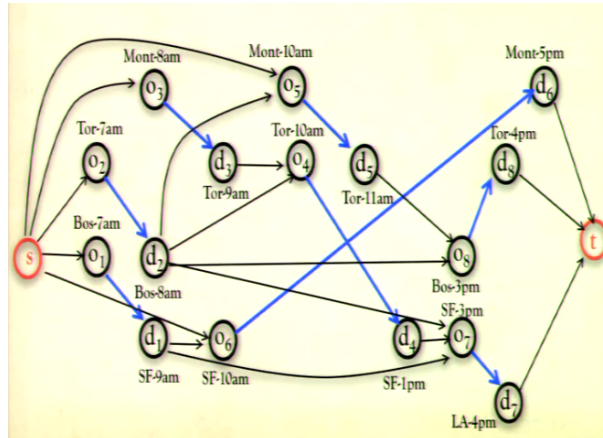 Mont-8am
Mont-10am
Mont-5pm
o3
o5
d6
Tor-7am
Tor-10am
Tor-4pm
o2
d3
o4
d5
d8
Tor-9am
Tor-11am
Bos-7am
s
o1
d2
o8
t
Bos-8am
Bos-3pm
SF-3pm
d1
o6
d4
o7
SF-9am
SF-10am
SF-1pm
d7
LA-4pm